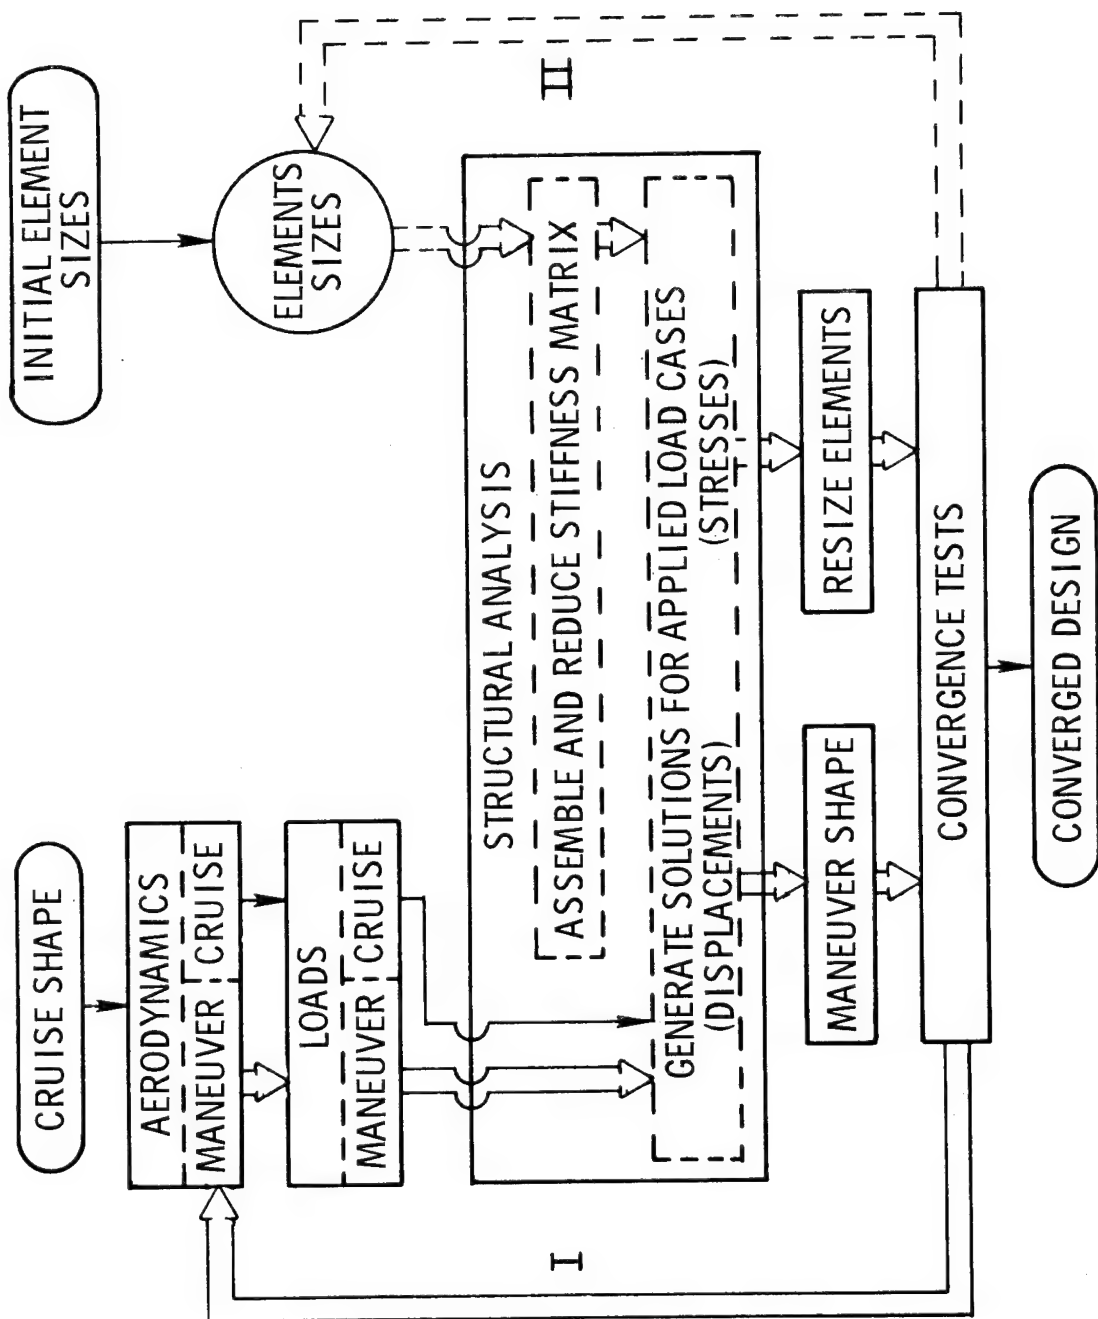 CRUISE SHAPE
AERODYNAMICS
MANEUVER CRUISE
LOADS
MANEUVER CRUISE
INITIAL ELEMENT
SIZES
ELEMENTS
SIZES
STRUCTURAL ANALYSIS
ASSEMBLE AND REDUCE STIFFNESS MATRIX
GENERATE SOLUTIONS FOR APPLIED LOAD CASES
(DISPLACEMENTS) (STRESSES)
MANEUVER SHAPE
RESIZE ELEMENTS
CONVERGENCE TESTS
CONVERGED DESIGN
I
II